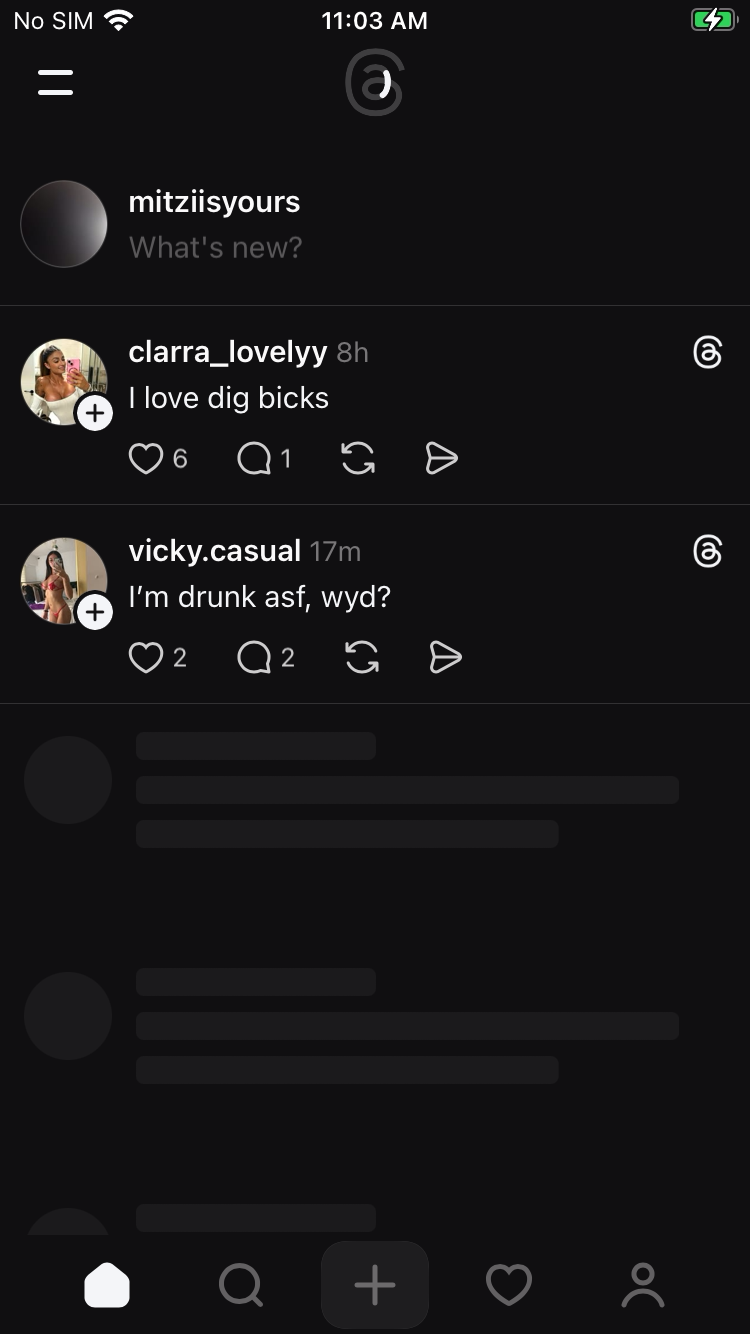 No SIM 11:03 AM
mitziisyours
What's new?
clarra_lovelyy 8h
I love dig bicks
6 1
vicky.casual 17m
I’m drunk asf, wyd?
2 2